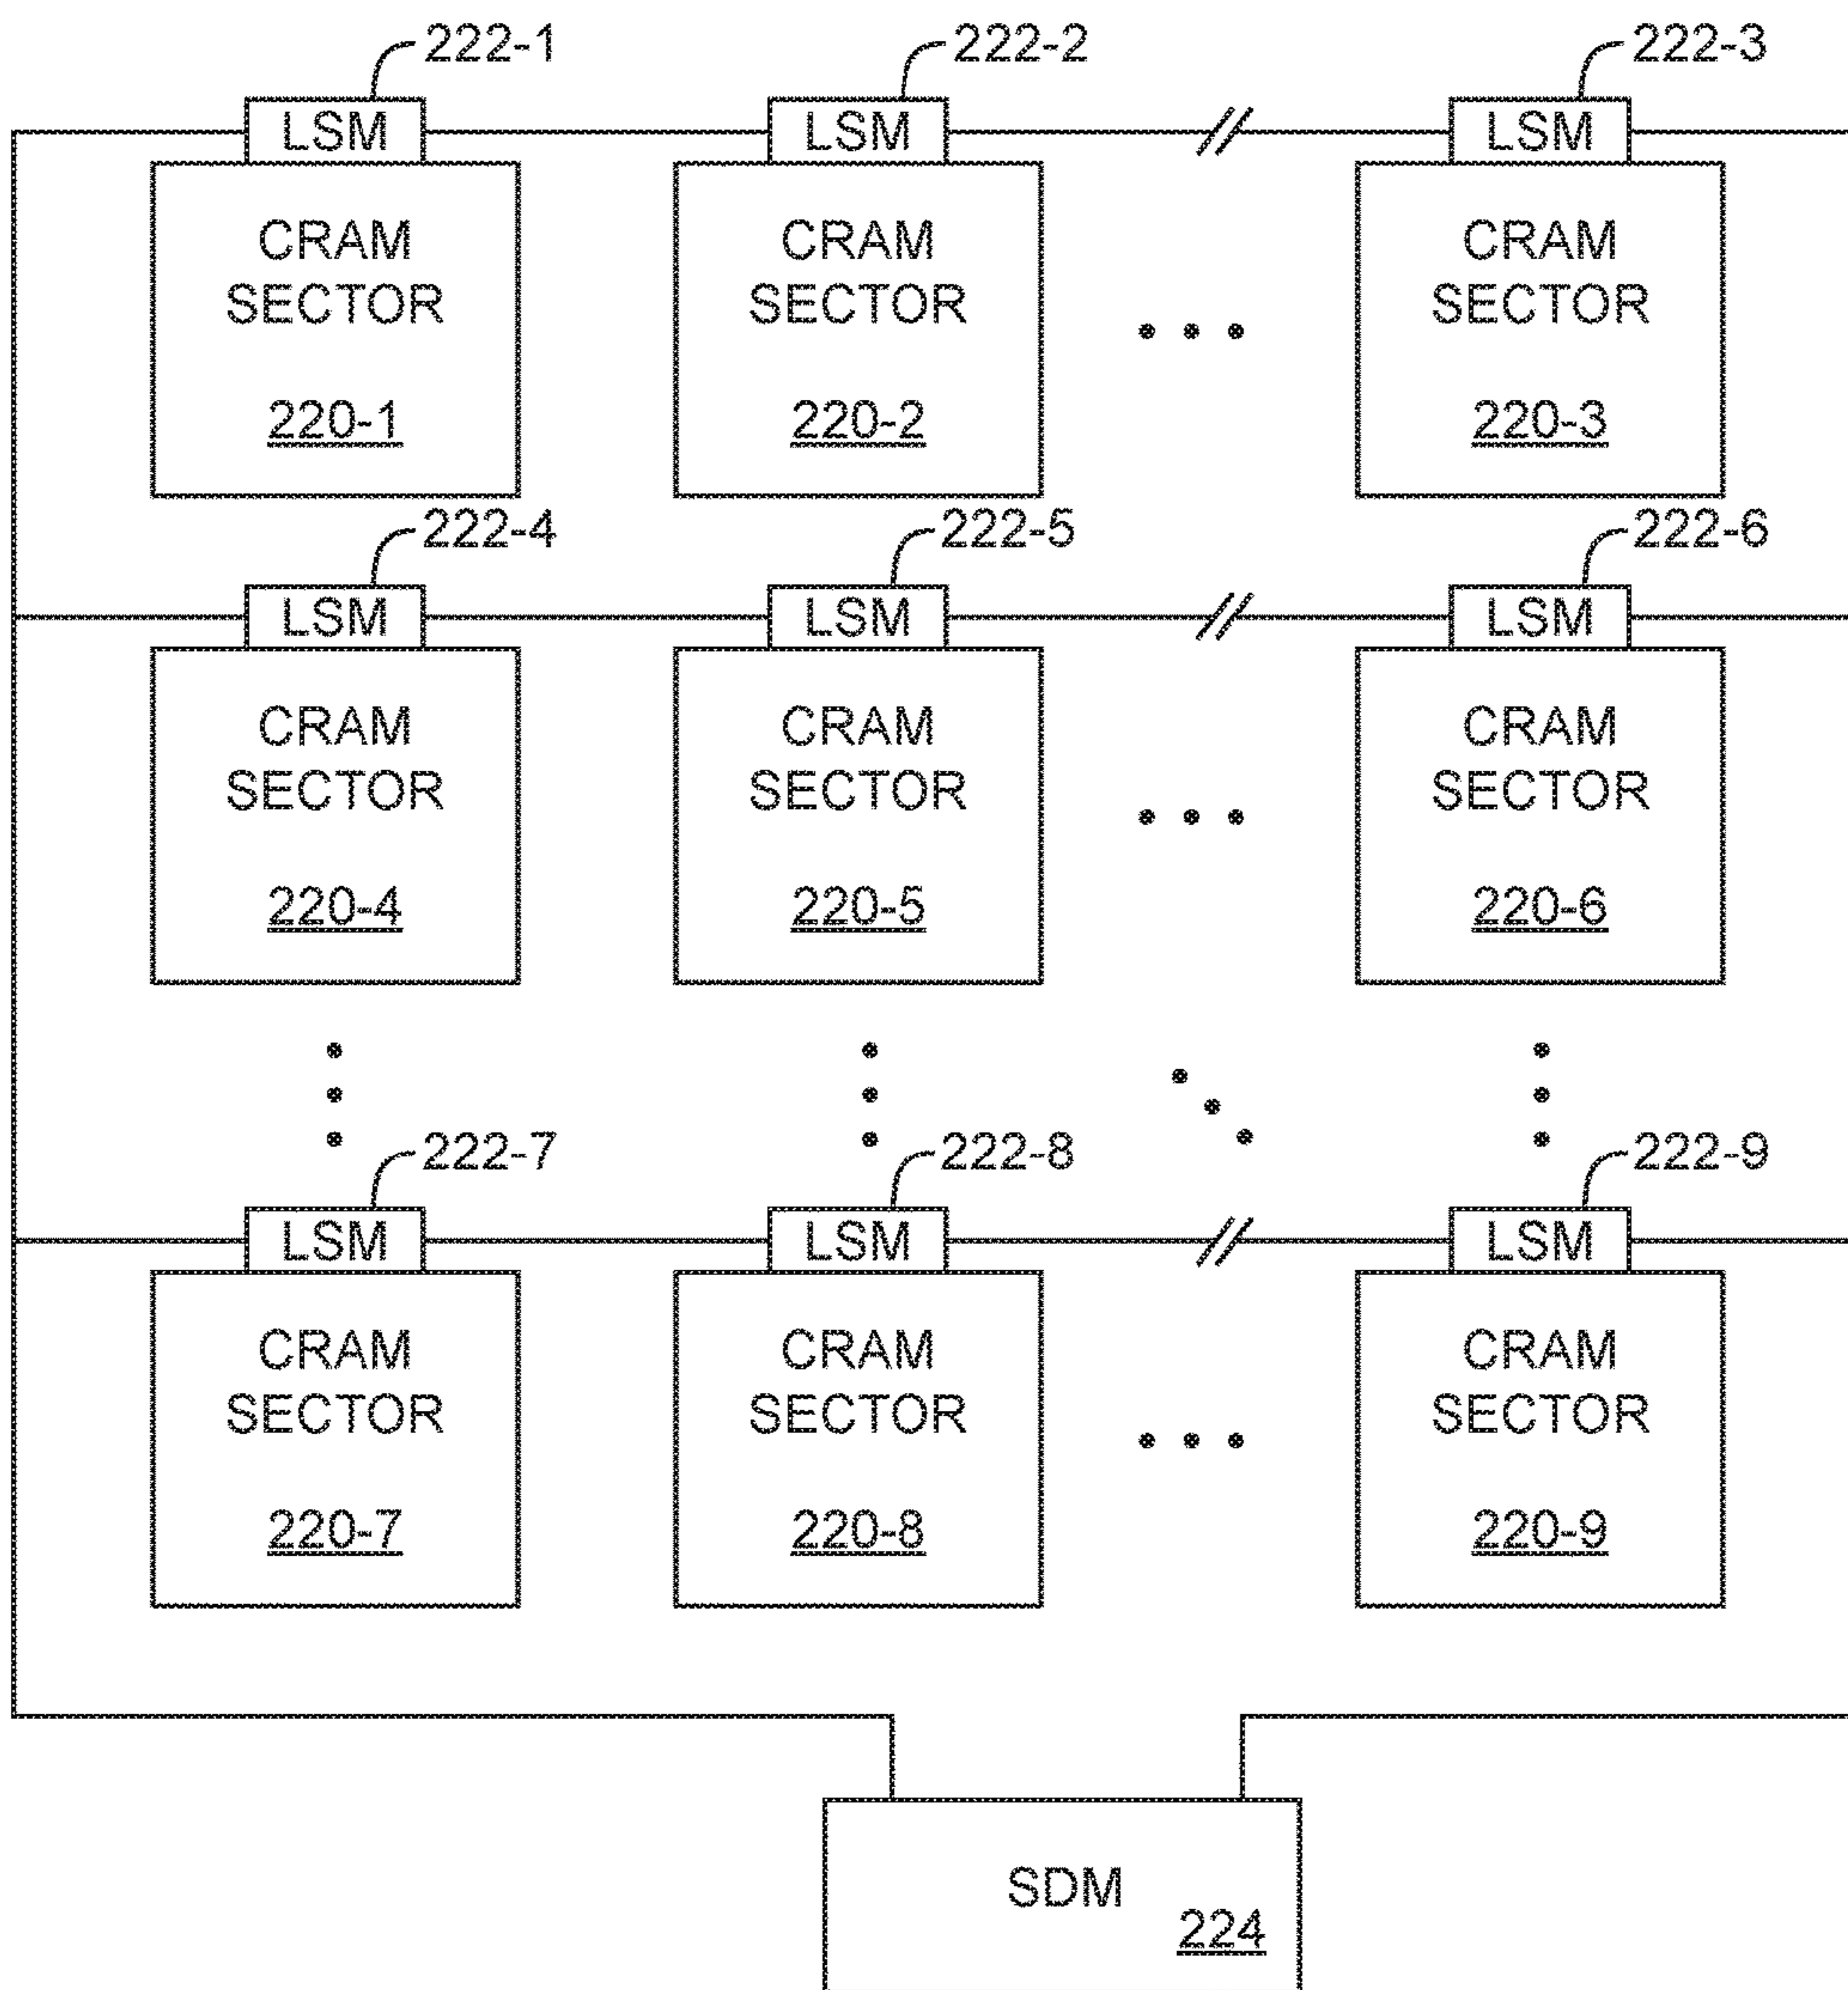 222-1 222-2 222-3
LSM LSM LSM
CRAM CRAM CRAM
SECTOR SECTOR SECTOR
220-1 220-2 220-3
222-4 222-5 222-6
LSM LSM LSM
CRAM CRAM CRAM
SECTOR SECTOR SECTOR
220-4 220-5 220-6
222-7 222-8 222-9
LSM LSM LSM
CRAM CRAM CRAM
SECTOR SECTOR SECTOR
220-7 220-8 220-9
SDM
224